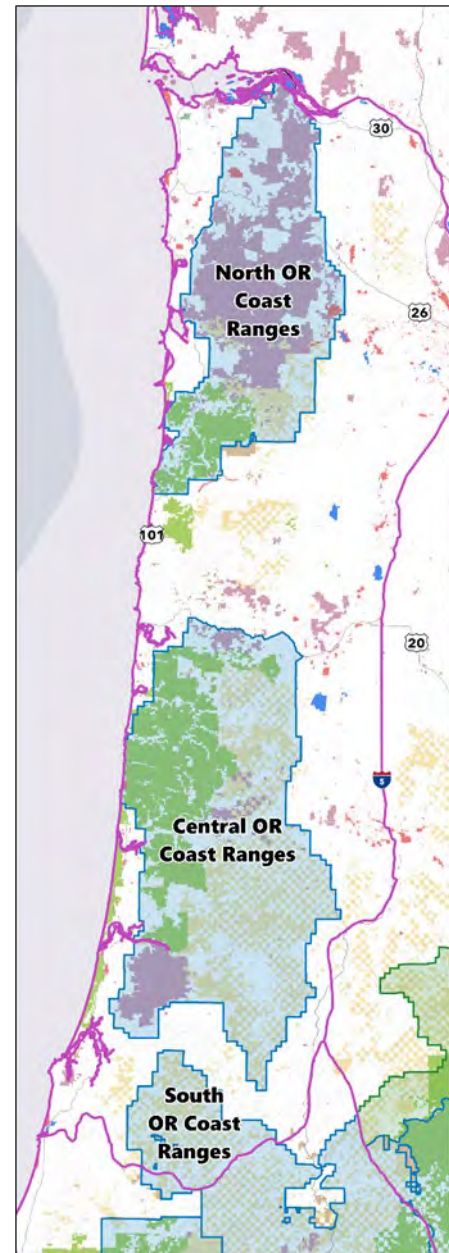 30
North OR
Coast
Ranges
26
101
20
5
Central OR
Coast Ranges
South
OR Coast
Ranges